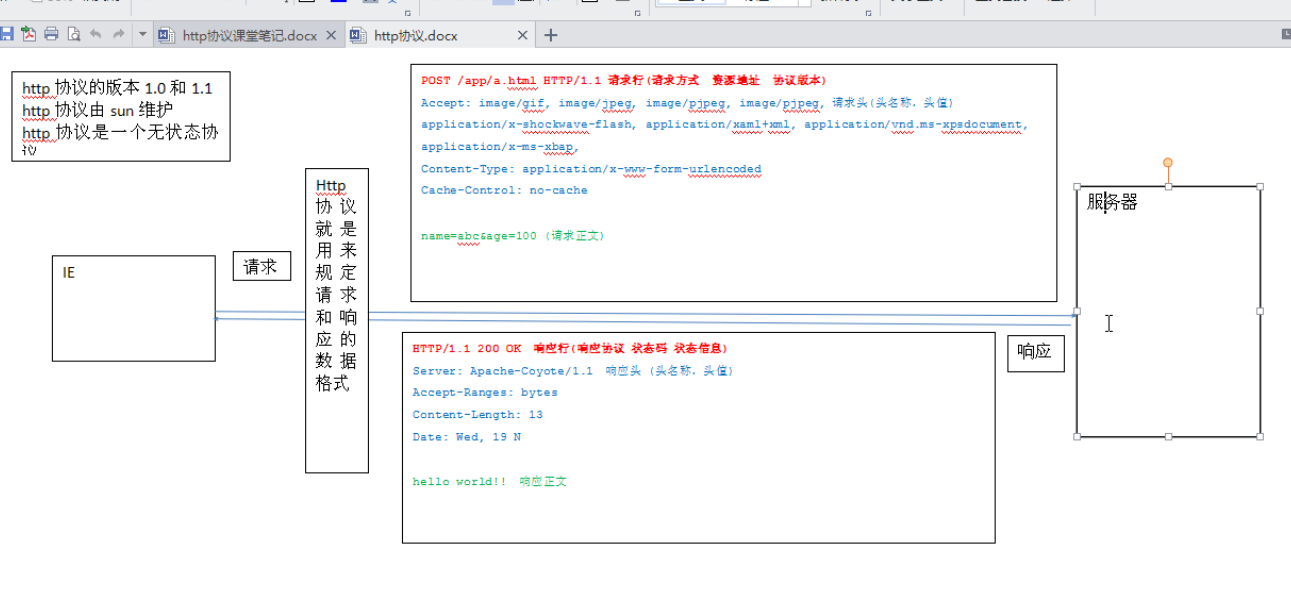 http协议课堂笔记.docx
http协议.docx
http 协议的版本 1.0 和 1.1
http 协议由 sun 维护
http 协议是一个无状态协
议
POST /app/a.html HTTP/1.1 请求行(请求方式 资源地址 协议版本)
Accept: image/gif, image/jpeg, image/pjpeg, image/pjpeg, 请求头(头名称，头值)
application/x-shockwave-flash, application/xaml+xml, application/vnd.ms-xpsdocument,
application/x-ms-xbap,
Content-Type: application/x-www-form-urlencoded
Cache-Control: no-cache
name=abc&age=100 (请求正文)
IE
请求
Http
协议
就是
用来
规定
请求
和响
应的
数据
格式
服务器
响应
HTTP/1.1 200 OK 响应行(响应协议 状态码 状态信息)
Server: Apache-Coyote/1.1 响应头 (头名称，头值)
Accept-Ranges: bytes
Content-Length: 13
Date: Wed, 19 N
hello world!! 响应正文